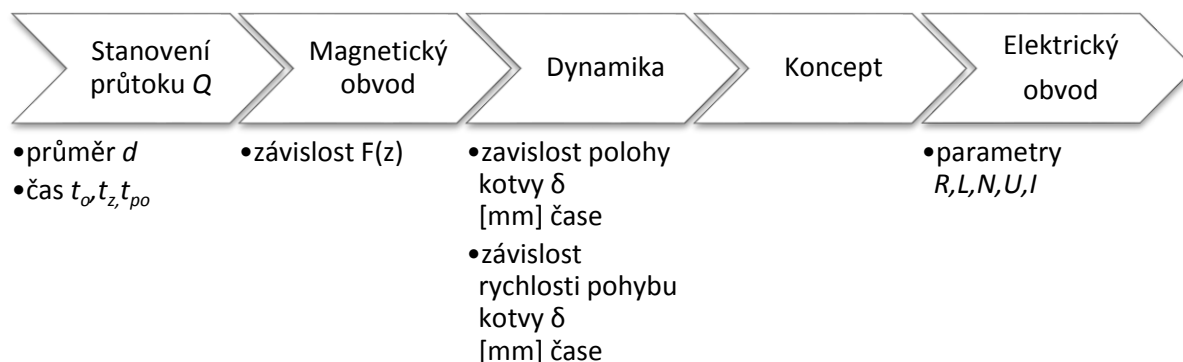 Stanovení
průtoku Q
Magnetický
obvod
Dynamika
Koncept
Elektrický
obvod
•průměr d
•čas to,tz,tpo
•závislost F(z)
•zavislost polohy
kotvy δ
[mm] čase
•závislost
rychlosti pohybu
kotvy δ
[mm] čase
•parametry
R,L,N,U,I